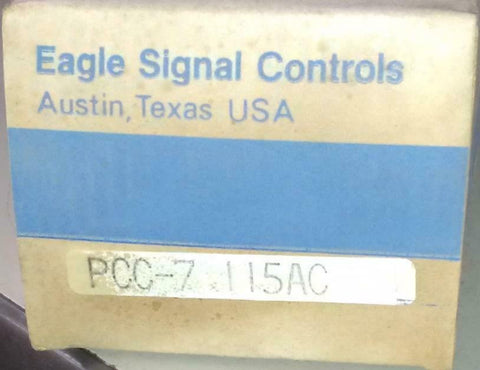 Eagle Signal Controls
Austin, Texas USA
PCC-7 115AC